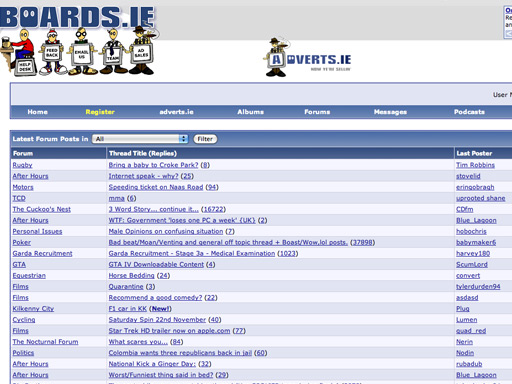 BOARDS.IE
HELP DESK
FEED BACK
EMAIL US
TEAM
AD SALES
ADVERTS.IE
NOW YE'RE SELLIN'
User N
Home Register adverts.ie Albums Forums Messages Podcasts
Latest Forum Posts in All Filter
Forum Thread Title (Replies) Last Poster
Rugby Bring a baby to Croke Park? (8) Tim Robbins
After Hours Internet speak - why? (25) stovelid
Motors Speeding ticket on Naas Road (94) eringobragh
TCD mma (6) uprooted shane
The Cuckoo's Nest 3 Word Story... continue it... (16722) CDfm
After Hours WTF: Government 'loses one PC a week' {UK} (2) Blue_Lagoon
Personal Issues Male Opinions on confusing situation (7) hobochris
Poker Bad beat/Moan/Venting and general off topic thread + Boast/Wow,lol posts. (37898) babymaker6
Garda Recruitment Garda Recruitment - Stage 3a - Medical Examination (1023) harvey180
GTA GTA IV Downloadable Content (4) ScumLord
Equestrian Horse Bedding (24) convert
Films Quarantine (3) tylerdurden94
Films Recommend a good comedy? (22) asdasd
Kilkenny City F1 car in KK (New!) Plug
Cycling Saturday Spin 22nd November (40) Lumen
Films Star Trek HD trailer now on apple.com (77) quad_red
The Nocturnal Forum What scares you... (84) Nerin
Politics Colombia wants three republicans back in jail (60) Nodin
After Hours National Kick a Ginger Day: (32) rubadub
After Hours Worst/Funniest thing said in bed? (29) Blue_Lagoon